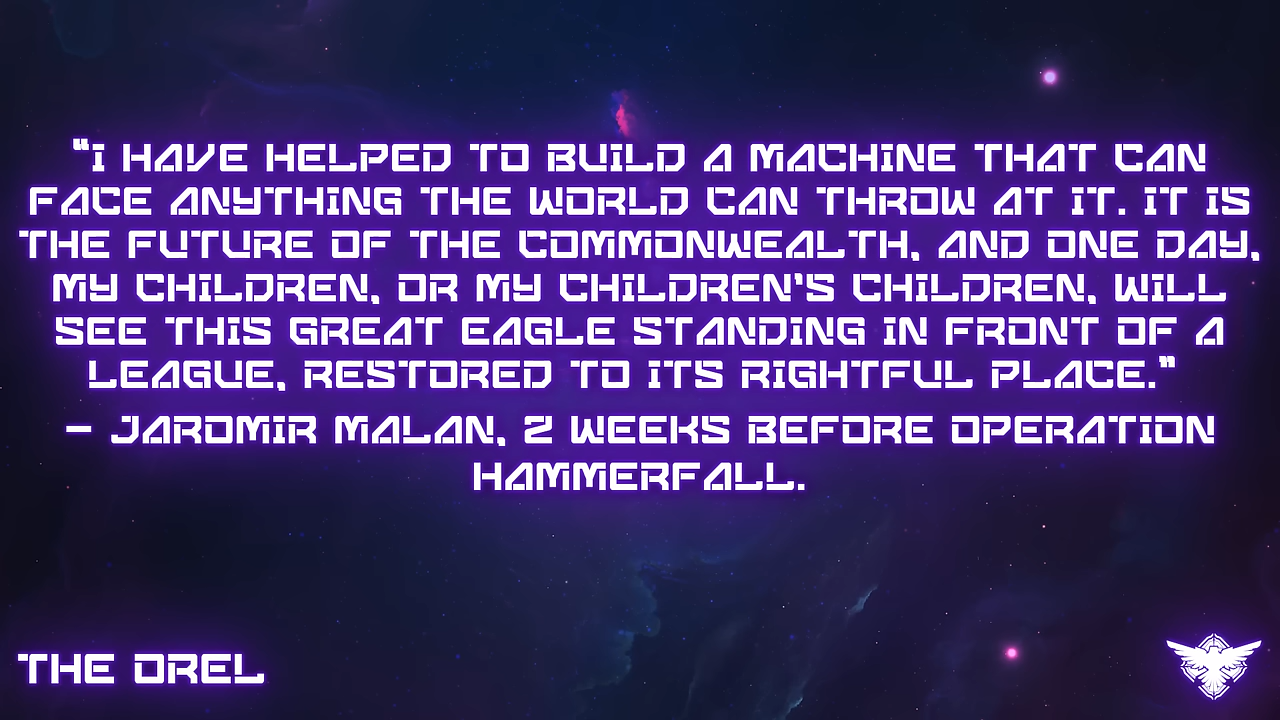 "I HAVE HELPED TO BUILD A MACHINE THAT CAN
FACE ANYTHING THE WORLD CAN THROW AT IT. IT IS
THE FUTURE OF THE COMMONWEALTH, AND ONE DAY,
MY CHILDREN, OR MY CHILDREN'S CHILDREN, WILL
SEE THIS GREAT EAGLE STANDING IN FRONT OF A
LEAGUE, RESTORED TO ITS RIGHTFUL PLACE."
- JAROMIR MALAN, 2 WEEKS BEFORE OPERATION
HAMMERFALL.
THE OREL